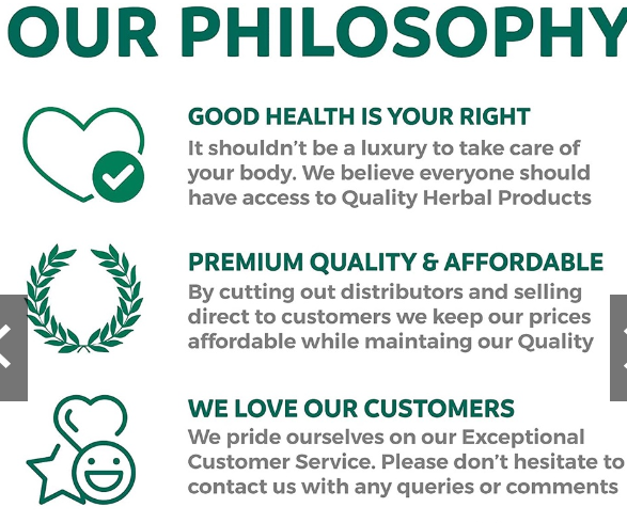 OUR PHILOSOPHY
GOOD HEALTH IS YOUR RIGHT
It shouldn't be a luxury to take care of
your body. We believe everyone should
have access to Quality Herbal Products
PREMIUM QUALITY & AFFORDABLE
By cutting out distributors and selling
direct to customers we keep our prices
affordable while maintaing our Quality
WE LOVE OUR CUSTOMERS
We pride ourselves on our Exceptional
Customer Service. Please don't hesitate to
contact us with any queries or comments